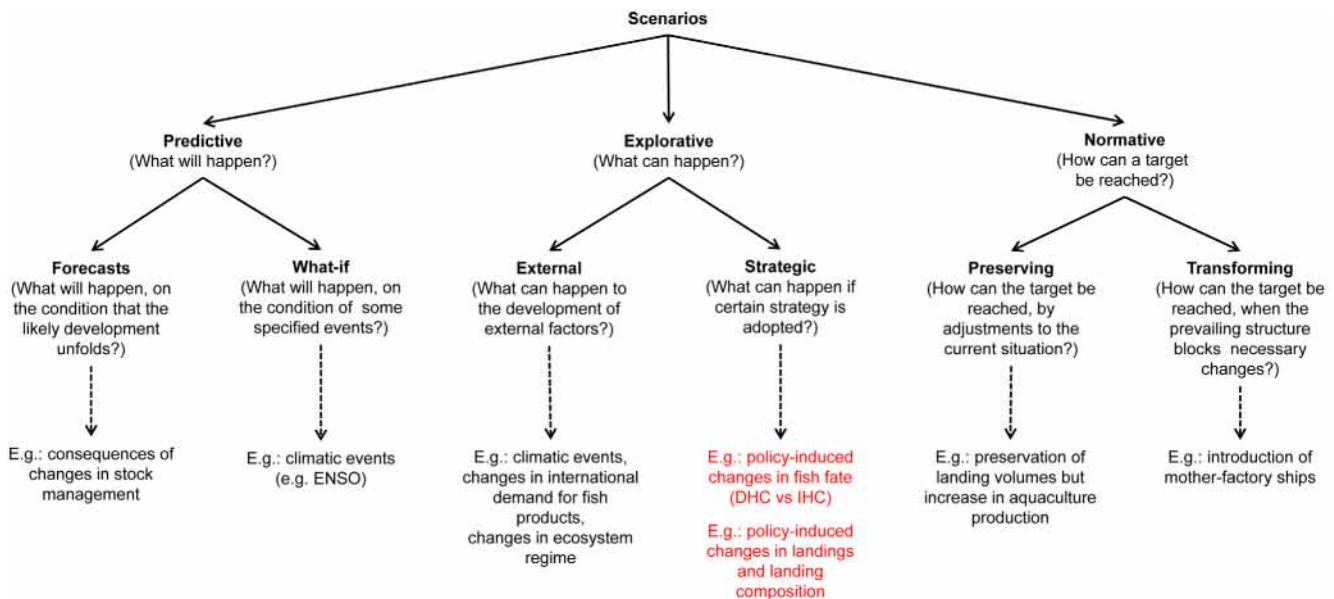 Scenarios
Predictive
(What will happen?)
Explorative
(What can happen?)
Normative
(How can a target
be reached?)
Forecasts
(What will happen, on
the condition that the
likely development
unfolds?)
What-if
(What will happen, on
the condition of some
specified events?)
External
(What can happen to
the development of
external factors?)
Strategic
(What can happen if
certain strategy is
adopted?)
Preserving
(How can the target be
reached, by
adjustments to the
current situation?)
Transforming
(How can the target be
reached, when the
prevailing structure
blocks necessary
changes?)
E.g.: consequences of
changes in stock
management
E.g.: climatic events
(e.g. ENSO)
E.g.: climatic events,
changes in international
demand for fish
products,
changes in ecosystem
regime
E.g.: policy-induced
changes in fish fate
(DHC vs IHC)
E.g.: policy-induced
changes in landings
and landing
composition
E.g.: preservation of
landing volumes but
increase in aquaculture
production
E.g.: introduction of
mother-factory ships